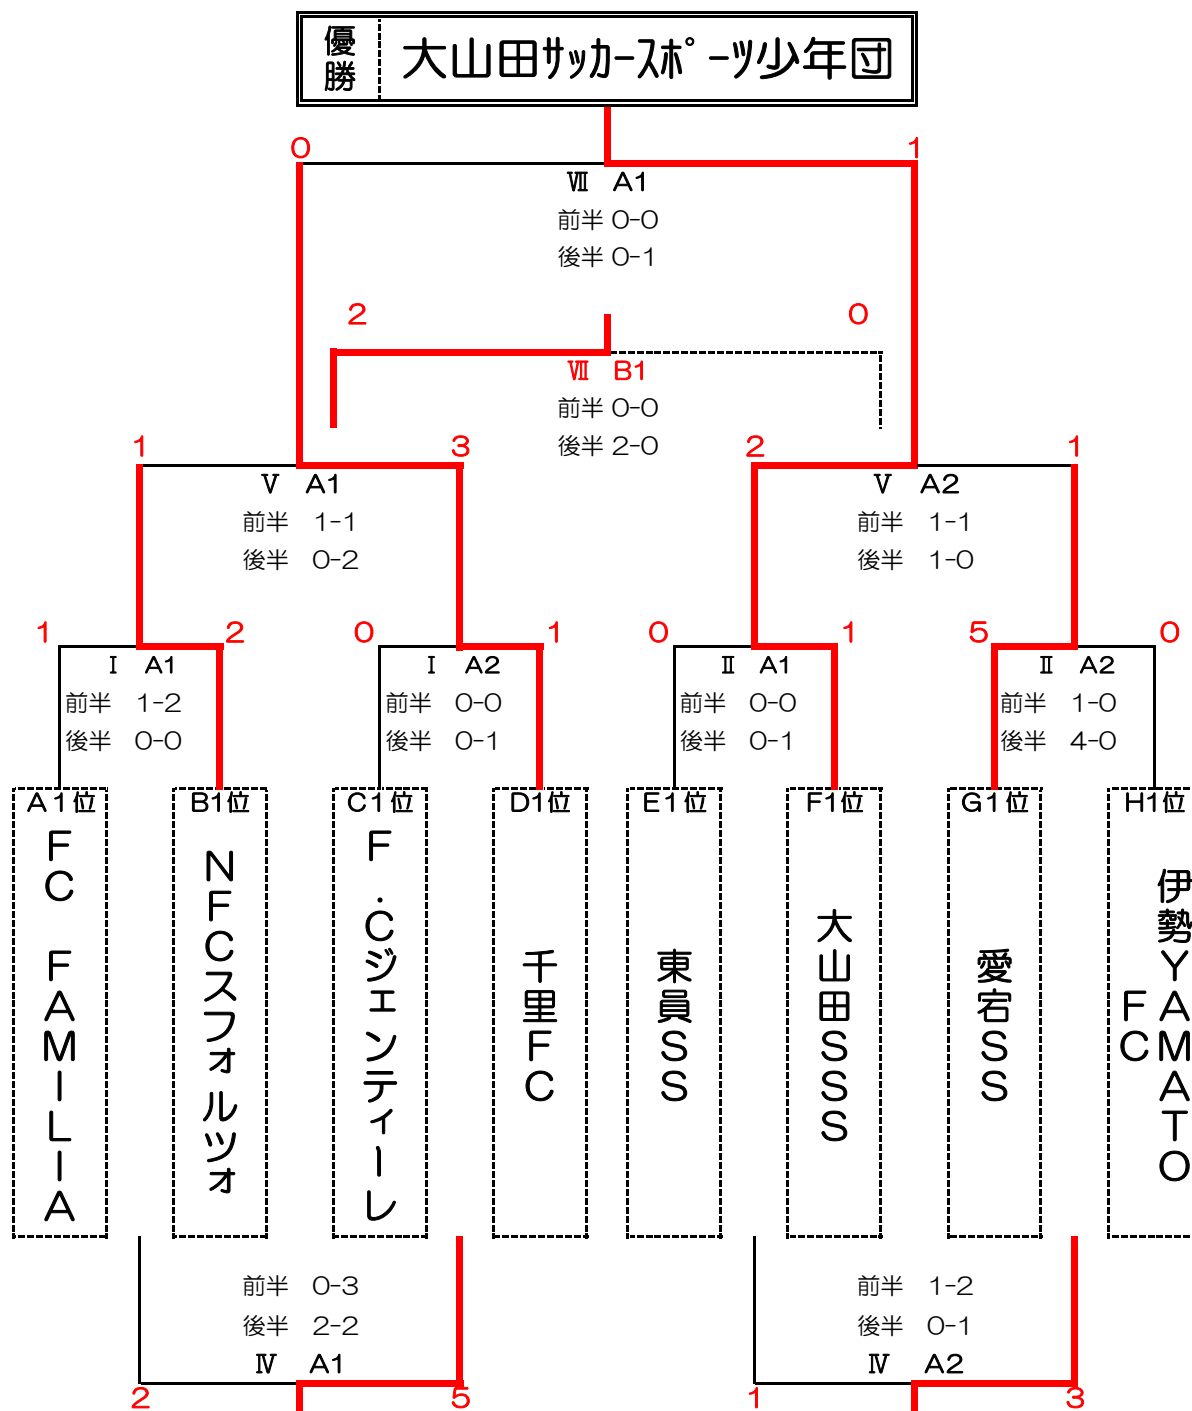 優勝
大山田ｻｯｶｰｽﾎﾟｰﾂ少年団
0 1
Ⅶ A1
前半 0-0
後半 0-1
2 0
Ⅶ B1
前半 0-0
後半 2-0
1 3 2 1
Ⅴ A1 Ⅴ A2
前半 1-1 前半 1-1
後半 0-2 後半 1-0
1 2 0 1 0 1 5 0
Ⅰ A1 Ⅰ A2 Ⅱ A1 Ⅱ A2
前半 1-2 前半 0-0 前半 0-0 前半 1-0
後半 0-0 後半 0-1 後半 0-1 後半 4-0
A1位 B1位 C1位 D1位 E1位 F1位 G1位 H1位
FC FAMILIA
NFCスフォルツォ
F.Cジェンティーレ
千里FC
東員SS
大山田SSS
愛宕SS
伊勢YAMATO
FC
前半 0-3 前半 1-2
後半 2-2 後半 0-1
Ⅳ A1 Ⅳ A2
2 5 1 3